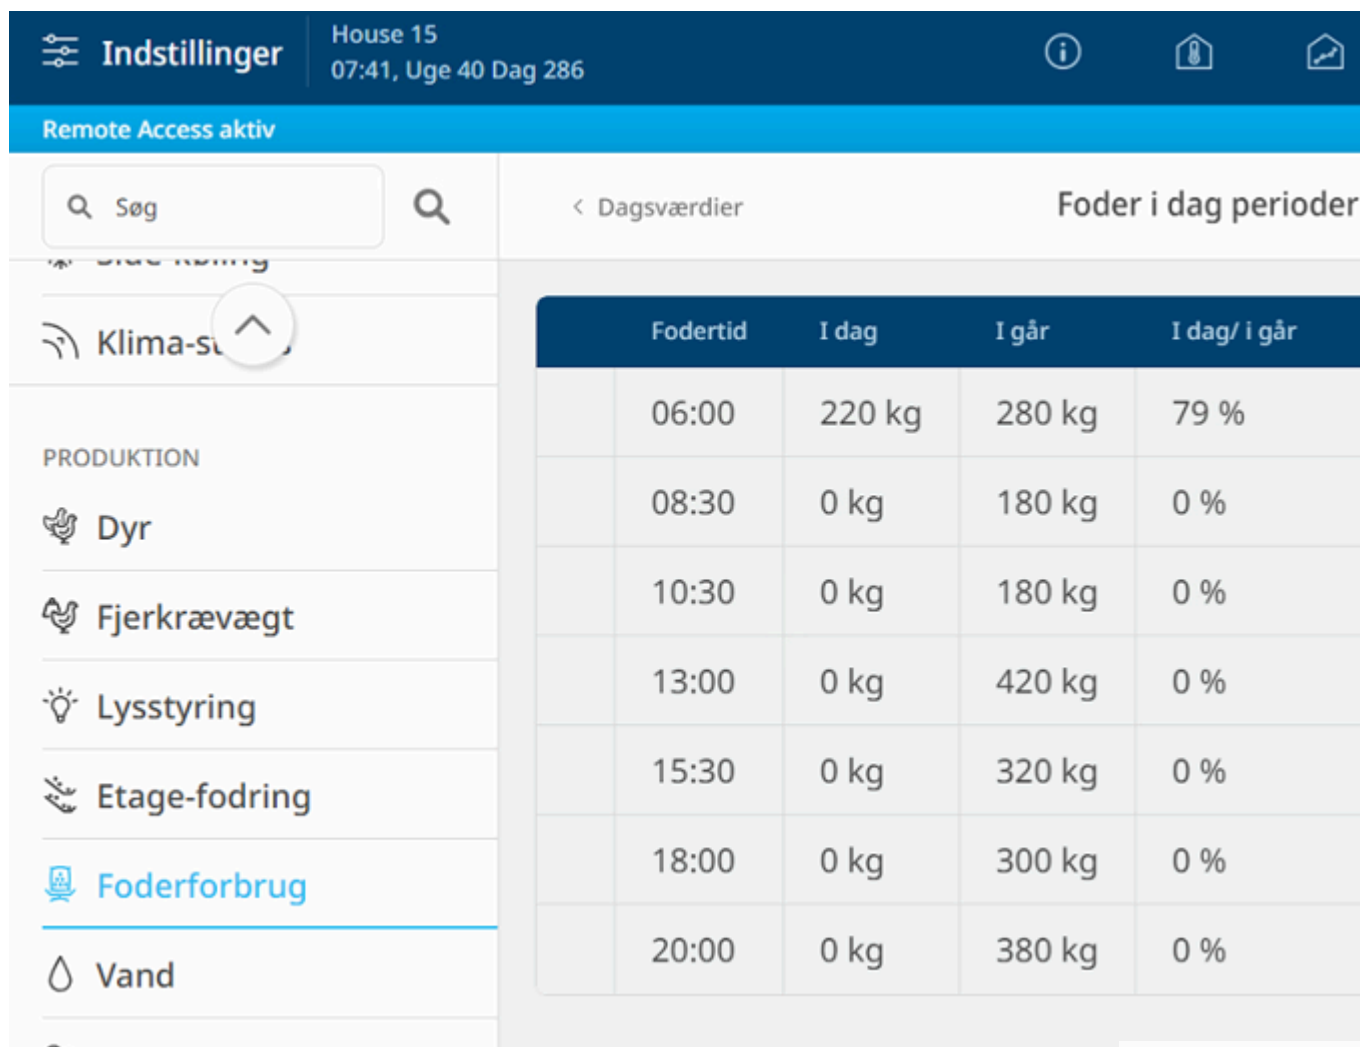 Indstillinger
House 15
07:41, Uge 40 Dag 286
Remote Access aktiv
Søg
Dagsværdier
Foder i dag perioder
Side-køling
PRODUKTION
Dyr
Fjerkrævægt
Lysstyring
Etage-fodring
Foderforbrug
Vand
Fodertid I dag I går I dag/ i går
06:00 220 kg 280 kg 79 %
08:30 0 kg 180 kg 0 %
10:30 0 kg 180 kg 0 %
13:00 0 kg 420 kg 0 %
15:30 0 kg 320 kg 0 %
18:00 0 kg 300 kg 0 %
20:00 0 kg 380 kg 0 %